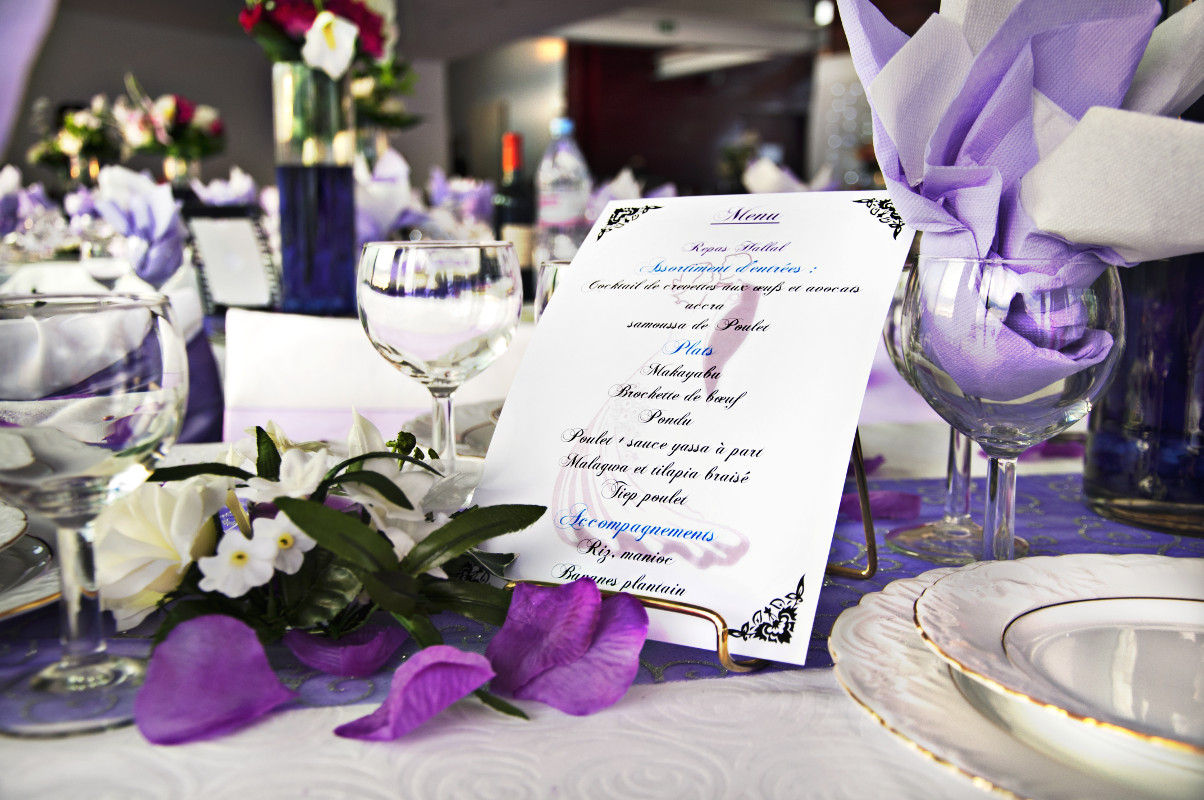 Menu
Repas Hallal
Assortiment d'entrées :
Cocktail de crevettes aux œufs et avocats
accra
samoussa de Poulet
Plats
Makayabu
Brochette de bœuf
Pondu
Poulet + sauce yassa à part
Malagwa et tilapia braisé
Tiep poulet
Accompagnements
Riz, manioc
Bananes plantain